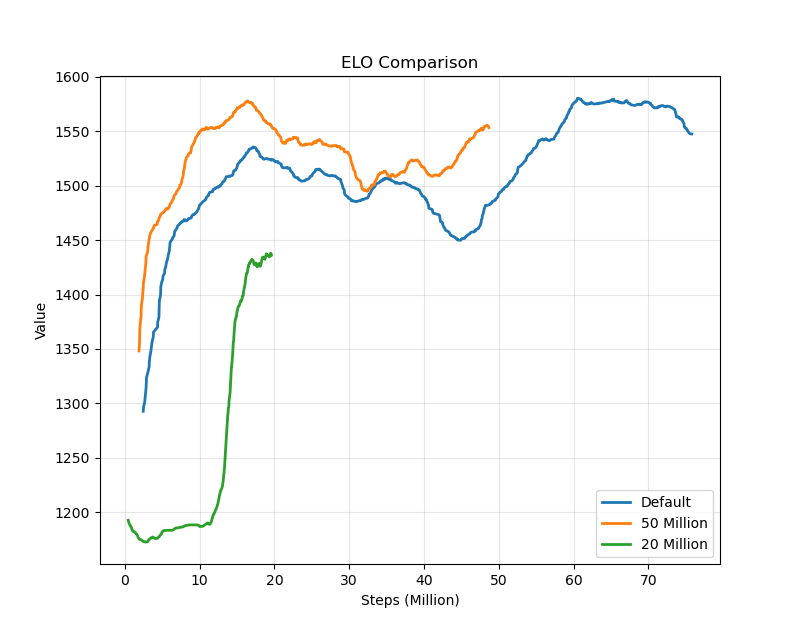 ELO Comparison
1600
1550
1500
1450
1400
1350
1300
1250
1200
Value
0 10 20 30 40 50 60 70
Steps (Million)
Default
50 Million
20 Million